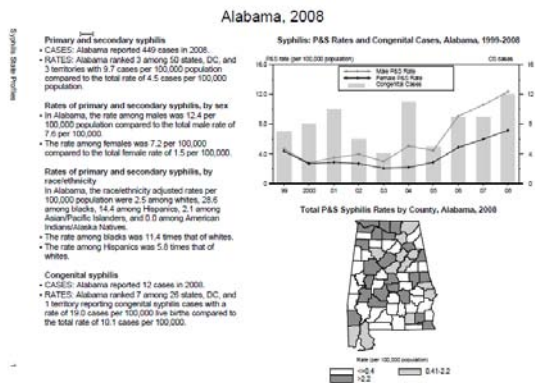 Alabama, 2008
Syphilis State Profiles
Primary and secondary syphilis
• CASES: Alabama reported 449 cases in 2008.
• RATES: Alabama ranked 3 among 50 states, DC, and
3 territories with 9.7 cases per 100,000 population
compared to the total rate of 4.5 cases per 100,000
population.
Rates of primary and secondary syphilis, by sex
• In Alabama, the rate among males was 12.4 per
100,000 population compared to the total male rate of
7.6 per 100,000.
• The rate among females was 7.2 per 100,000
compared to the total female rate of 1.5 per 100,000.
Rates of primary and secondary syphilis, by
race/ethnicity
In Alabama, the race/ethnicity adjusted rates per
100,000 population were 2.5 among whites, 28.6
among blacks, 14.4 among Hispanics, 2.1 among
Asian/Pacific Islanders, and 0.0 among American
Indians/Alaska Natives.
• The rate among blacks was 11.4 times that of whites.
• The rate among Hispanics was 5.8 times that of
whites.
Congenital syphilis
• CASES: Alabama reported 12 cases in 2008.
• RATES: Alabama ranked 7 among 26 states, DC, and
1 territory reporting congenital syphilis cases with a
rate of 19.0 cases per 100,000 live births compared to
the total rate of 10.1 cases per 100,000.
Syphilis: P&S Rates and Congenital Cases, Alabama, 1999-2008
P&S rate (per 100,000 population)
CS cases
Male P&S Rate
Female P&S Rate
Congenital Cases
16.0
12.0
8.0
4.0
0.0
16
12
8
4
0
99 2000 01 02 03 04 05 06 07 08
Total P&S Syphilis Rates by County, Alabama, 2008
Rate (per 100,000 population)
<=0.4
0.41-2.2
>2.2